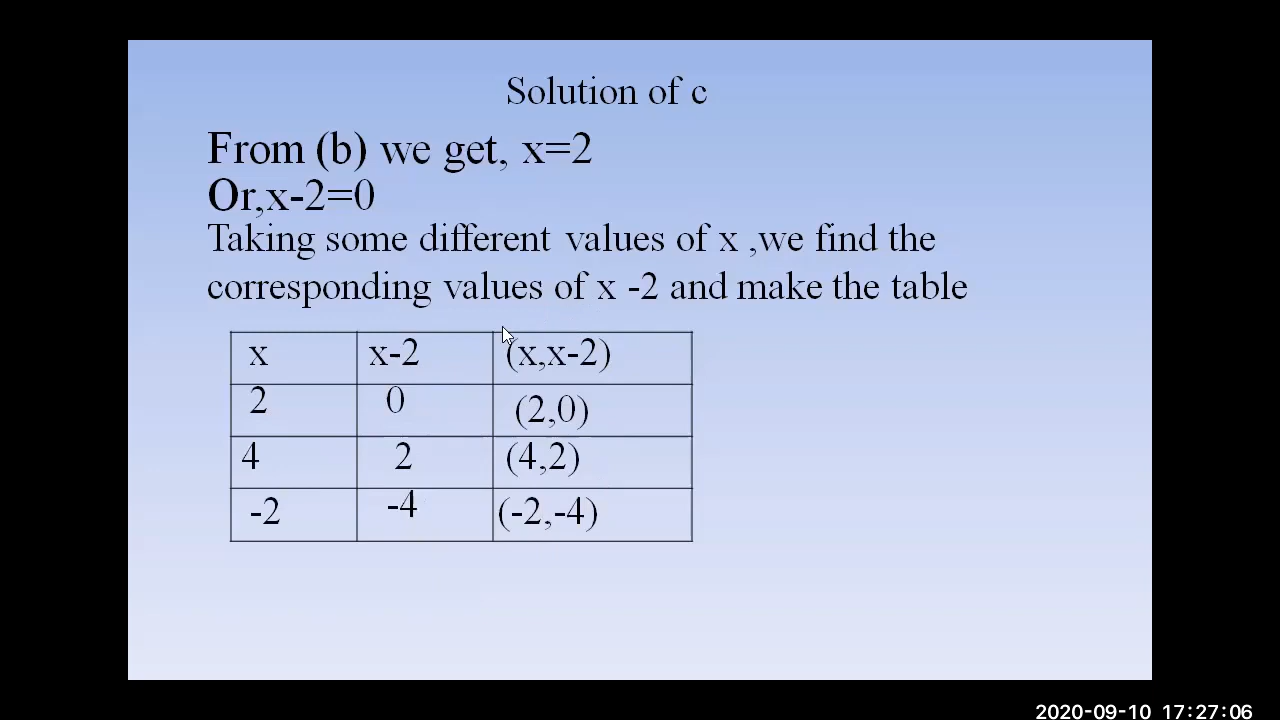 Solution of c
From (b) we get, x=2
Or,x-2=0
Taking some different values of x ,we find the
corresponding values of x -2 and make the table
x x-2 (x,x-2)
2 0 (2,0)
4 2 (4,2)
-2 -4 (-2,-4)
2020-09-10 17:27:06